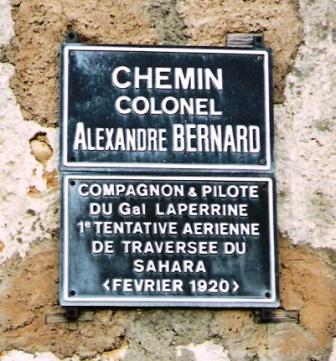 CHEMIN
COLONEL
ALEXANDRE BERNARD
COMPAGNON & PILOTE
DU Gal LAPERRINE
1e TENTATIVE AERIENNE
DE TRAVERSEE DU
SAHARA
<FEVRIER 1920>